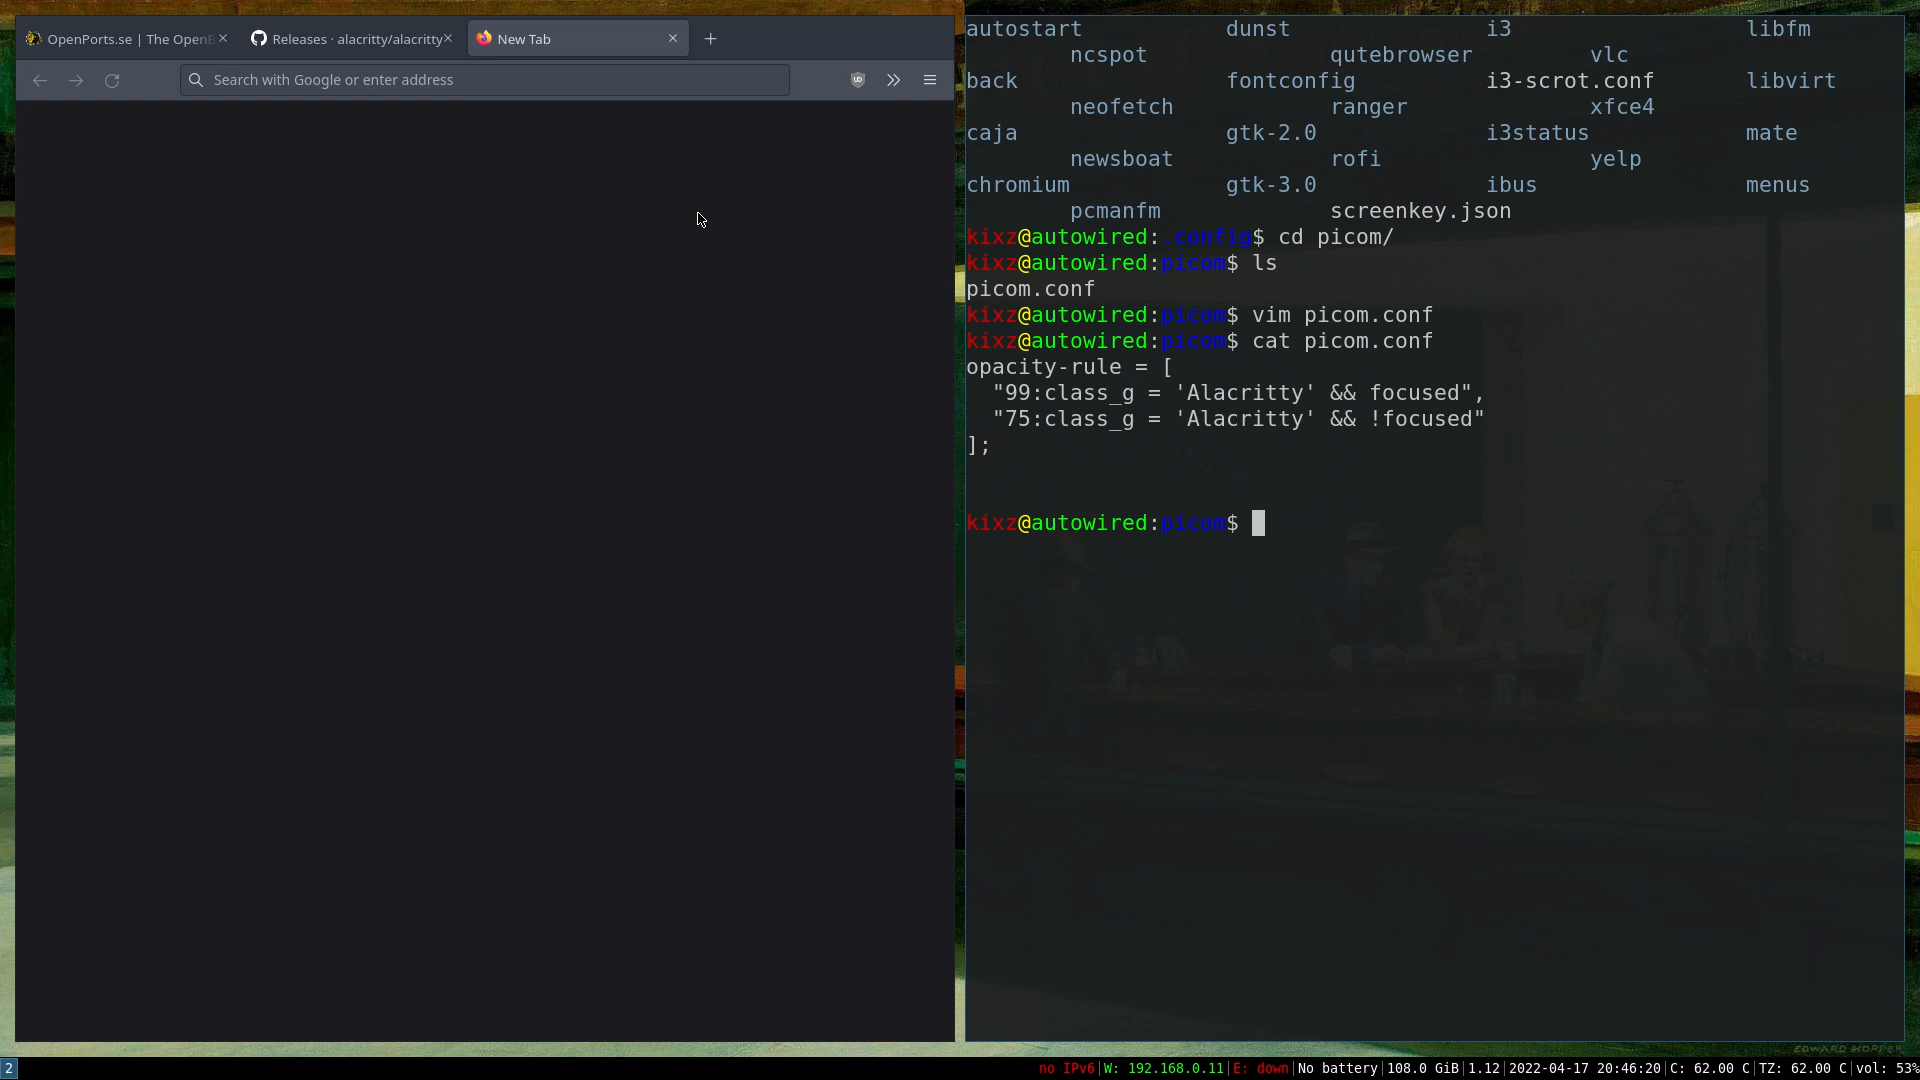 OpenPorts.se | The OpenB
Releases · alacritty/alacritty
New Tab
Search with Google or enter address
autostart dunst i3 libfm
ncspot qutebrowser vlc
back fontconfig i3-scrot.conf libvirt
neofetch ranger xfce4
caja gtk-2.0 i3status mate
newsboat rofi yelp
chromium gtk-3.0 ibus menus
pcmanfm screenkey.json
kixz@autowired:.config$ cd picom/
kixz@autowired:picom$ ls
picom.conf
kixz@autowired:picom$ vim picom.conf
kixz@autowired:picom$ cat picom.conf
opacity-rule = [
"99:class_g = 'Alacritty' && focused",
"75:class_g = 'Alacritty' && !focused"
];
kixz@autowired:picom$
EDWARD HOPPER
2
no IPv6|W: 192.168.0.11|E: down|No battery|108.0 GiB|1.12|2022-04-17 20:46:20|C: 62.00 C|TZ: 62.00 C|vol: 53%